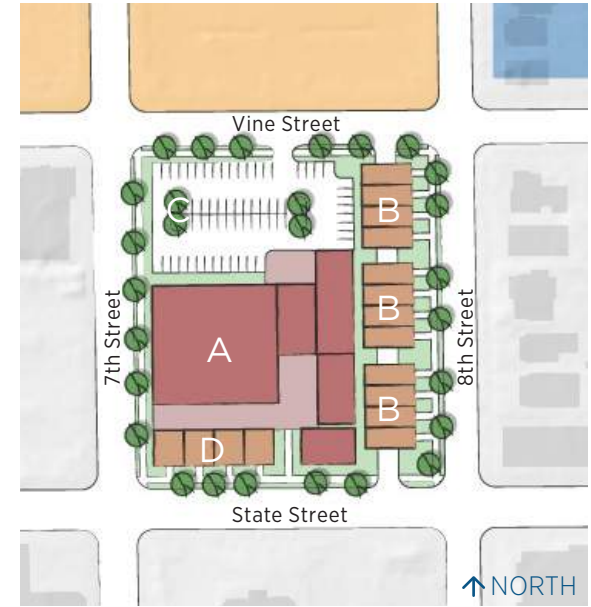 Vine Street
C
B
B
7th Street
8th Street
A
B
D
State Street
↑ NORTH